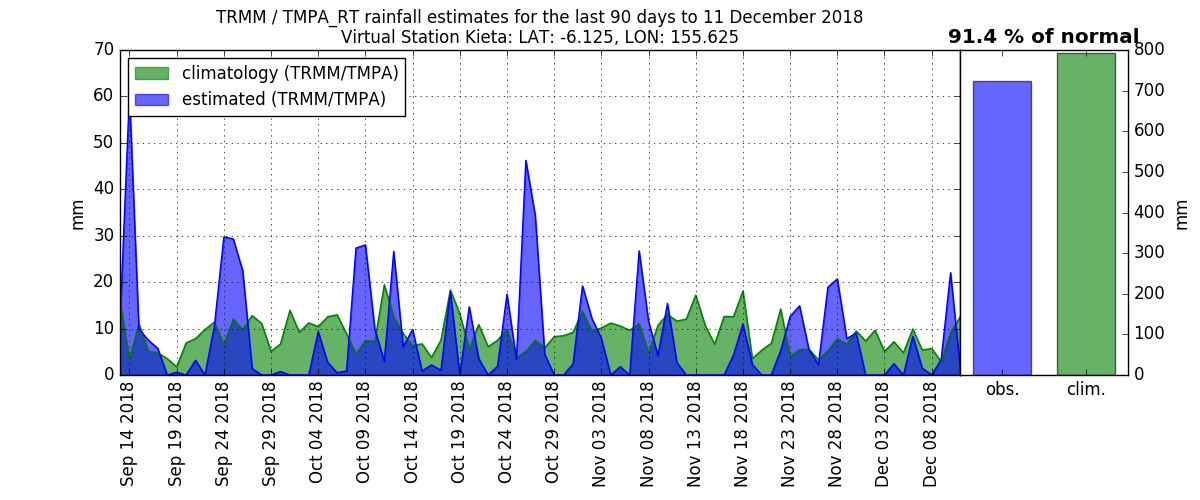 TRMM / TMPA_RT rainfall estimates for the last 90 days to 11 December 2018
Virtual Station Kieta: LAT: -6.125, LON: 155.625
91.4 % of normal
climatology (TRMM/TMPA)
estimated (TRMM/TMPA)
mm
70
60
50
40
30
20
10
0
Sep 14 2018
Sep 19 2018
Sep 24 2018
Sep 29 2018
Oct 04 2018
Oct 09 2018
Oct 14 2018
Oct 19 2018
Oct 24 2018
Oct 29 2018
Nov 03 2018
Nov 08 2018
Nov 13 2018
Nov 18 2018
Nov 23 2018
Nov 28 2018
Dec 03 2018
Dec 08 2018
obs.
clim.
800
700
600
500
400
300
200
100
0
mm